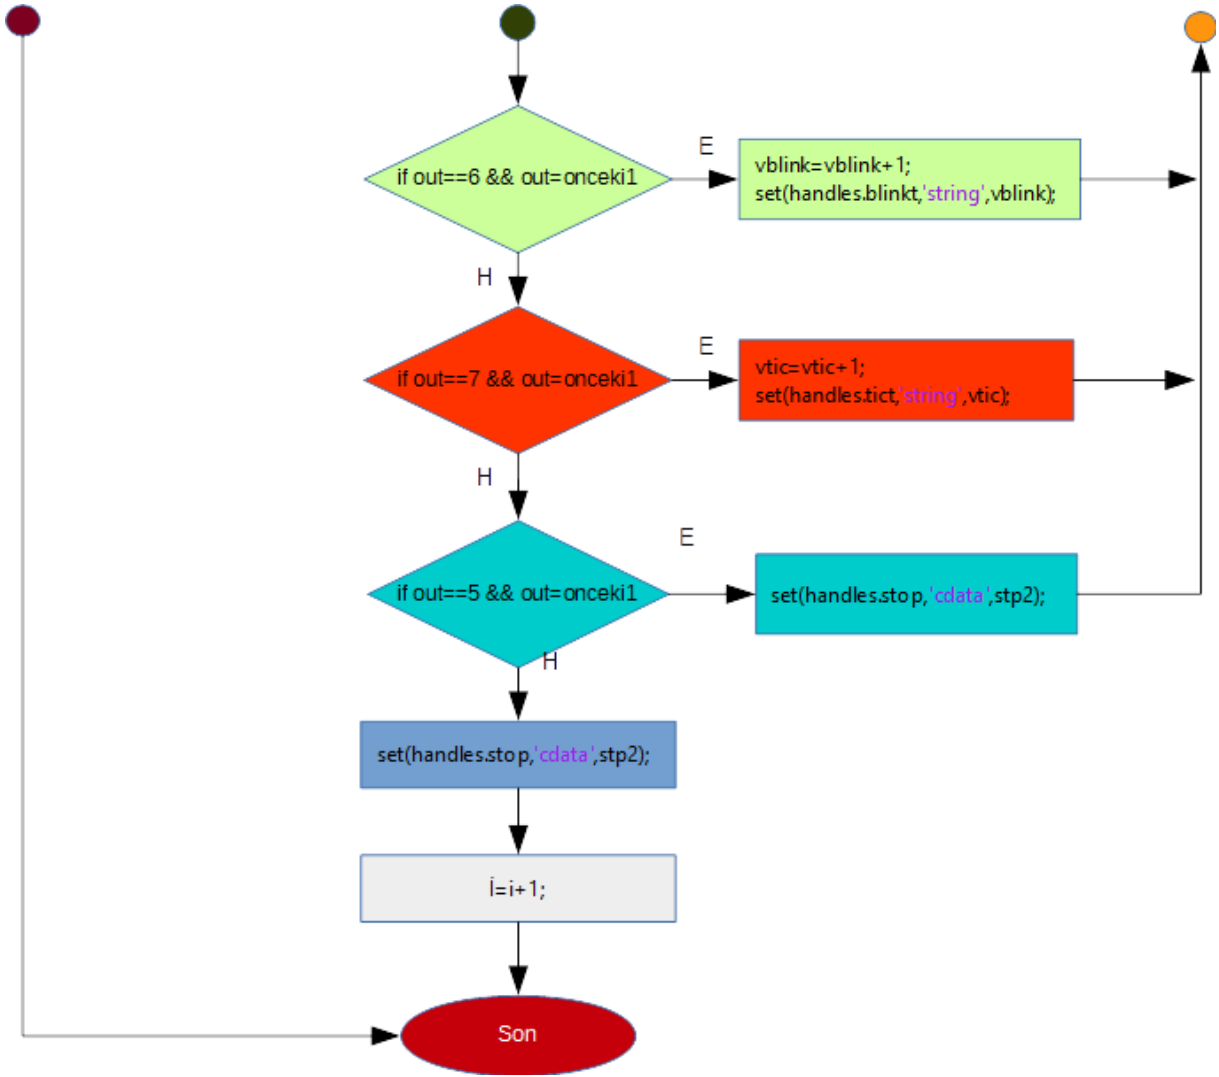 if out==6 && out=onceki1
E
vblink=vblink+1;
set(handles.blinkt,'string',vblink);
H
if out==7 && out=onceki1
E
vtic=vtic+1;
set(handles.tict,'string',vtic);
H
if out==5 && out=onceki1
E
set(handles.stop,'cdata',stp2);
H
set(handles.stop,'cdata',stp2);
İ=i+1;
Son